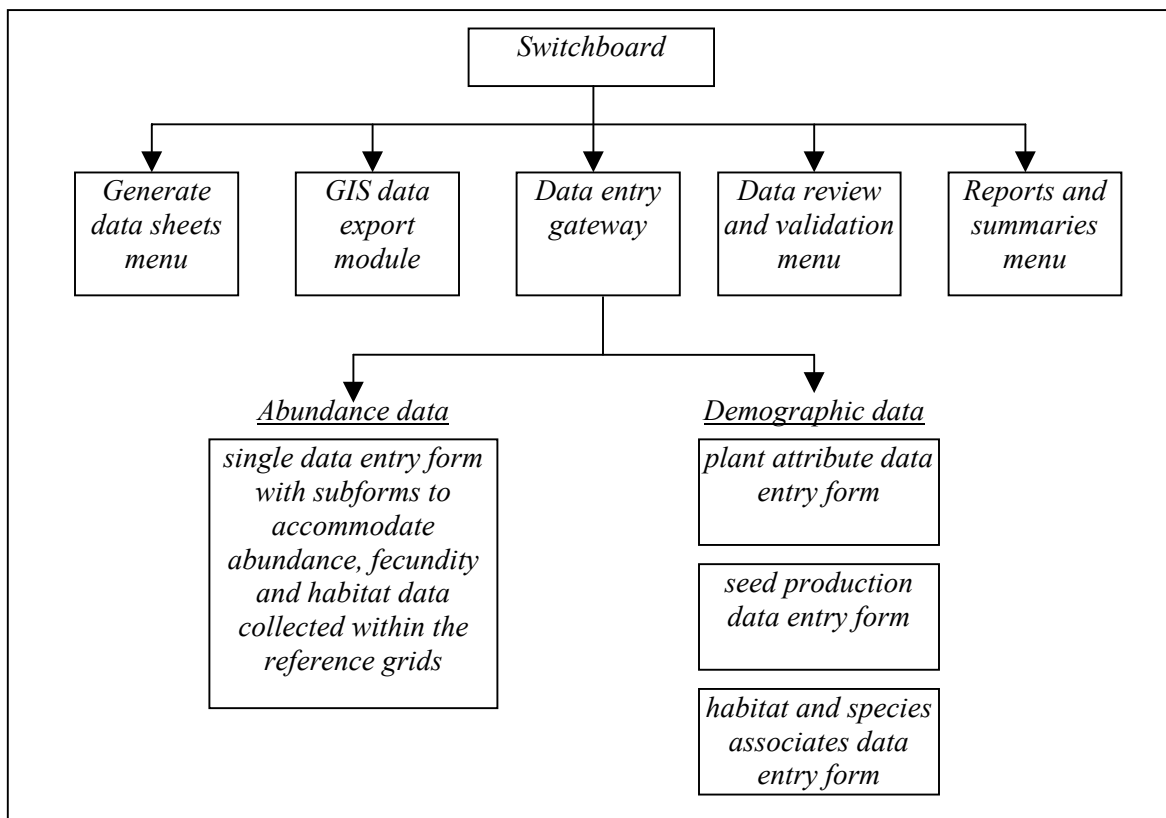 Switchboard
Generate
data sheets
menu
GIS data
export
module
Data entry
gateway
Data review
and validation
menu
Reports and
summaries
menu
Abundance data
single data entry form
with subforms to
accommodate
abundance, fecundity
and habitat data
collected within the
reference grids
Demographic data
plant attribute data
entry form
seed production
data entry form
habitat and species
associates data
entry form